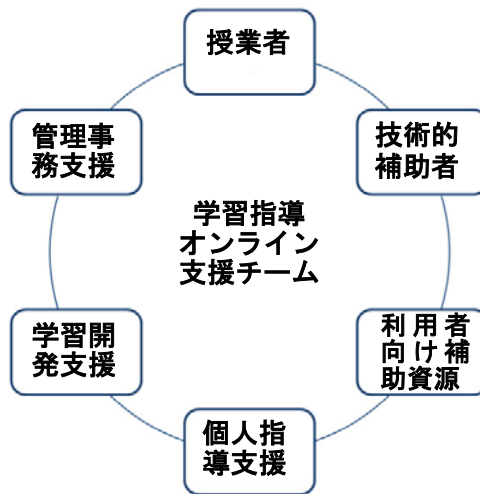 授業者
技術的
補助者
利用者
向け補
助資源
個人指
導支援
学習開
発支援
管理事
務支援
学習指導
オンライン
支援チーム